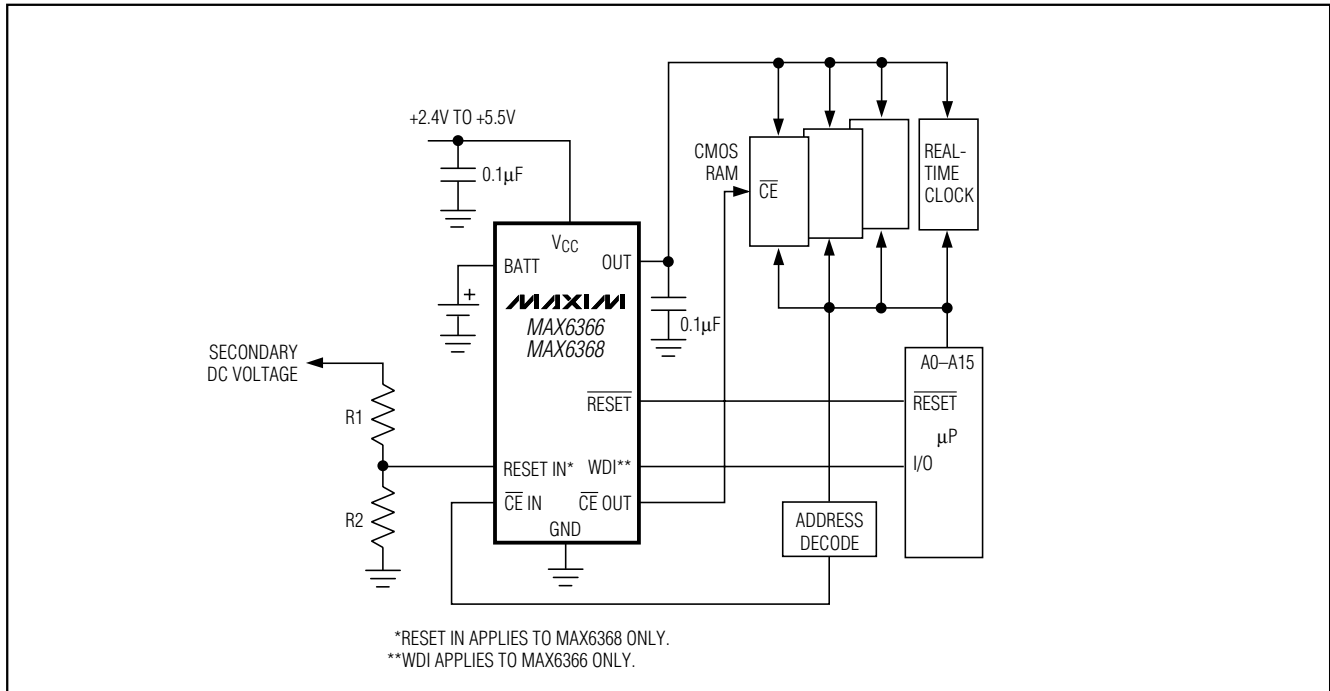 +2.4V TO +5.5V
0.1μF
CMOS
RAM
CE
REAL-
TIME
CLOCK
VCC
BATT
OUT
+
MAXIM
MAX6366
MAX6368
0.1μF
SECONDARY
DC VOLTAGE
A0–A15
R1
RESET
RESET
μP
RESET IN*
WDI**
I/O
R2
CE IN
CE OUT
GND
ADDRESS
DECODE
*RESET IN APPLIES TO MAX6368 ONLY.
**WDI APPLIES TO MAX6366 ONLY.